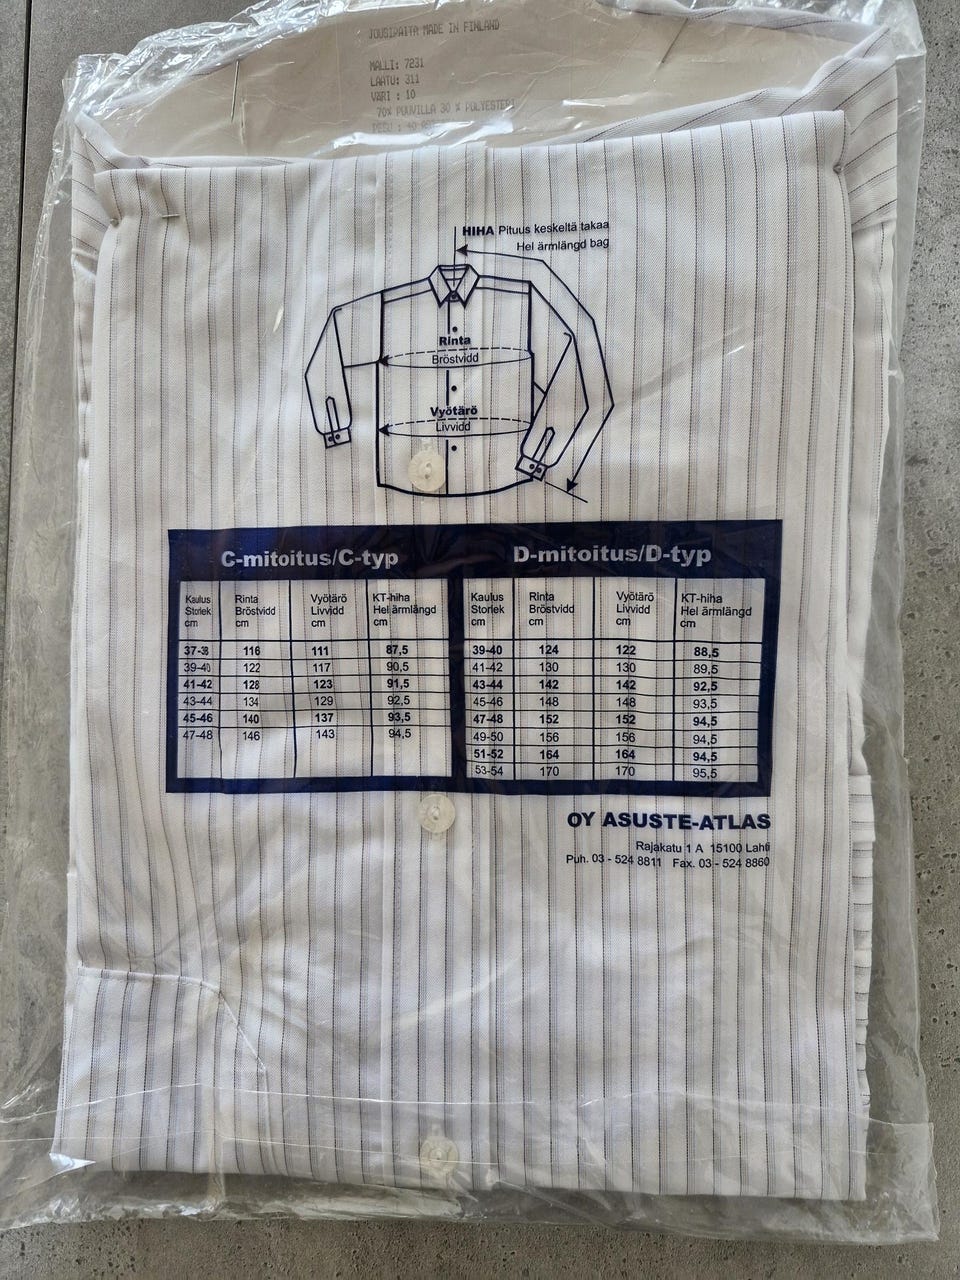 JOUSIPAITA MADE IN FINLAND
MALLI: 7231
LAATU: 311
VÄRI : 10
70% PUUVILLA 30 % POLYESTERI
PESU : 40
HIHA Pituus keskeltä takaa
Hel ärmlängd bag
Rinta
Bröstvidd
Vyötärö
Livvidd
C-mitoitus/C-typ
Kaulus Rinta Vyötärö KT-hiha
Storlek Bröstvidd Livvidd Hel ärmlängd
cm cm cm cm
37-38 116 111 87,5
39-40 122 117 90,5
41-42 128 123 91,5
43-44 134 129 92,5
45-46 140 137 93,5
47-48 146 143 94,5
D-mitoitus/D-typ
Kaulus Rinta Vyötärö KT-hiha
Storlek Bröstvidd Livvidd Hel ärmlängd
cm cm cm cm
39-40 124 122 88,5
41-42 130 130 89,5
43-44 142 142 92,5
45-46 148 148 93,5
47-48 152 152 94,5
49-50 156 156 94,5
51-52 164 164 94,5
53-54 170 170 95,5
OY ASUSTE-ATLAS
Rajakatu 1 A 15100 Lahti
Puh. 03 - 524 8811 Fax. 03 - 524 8860